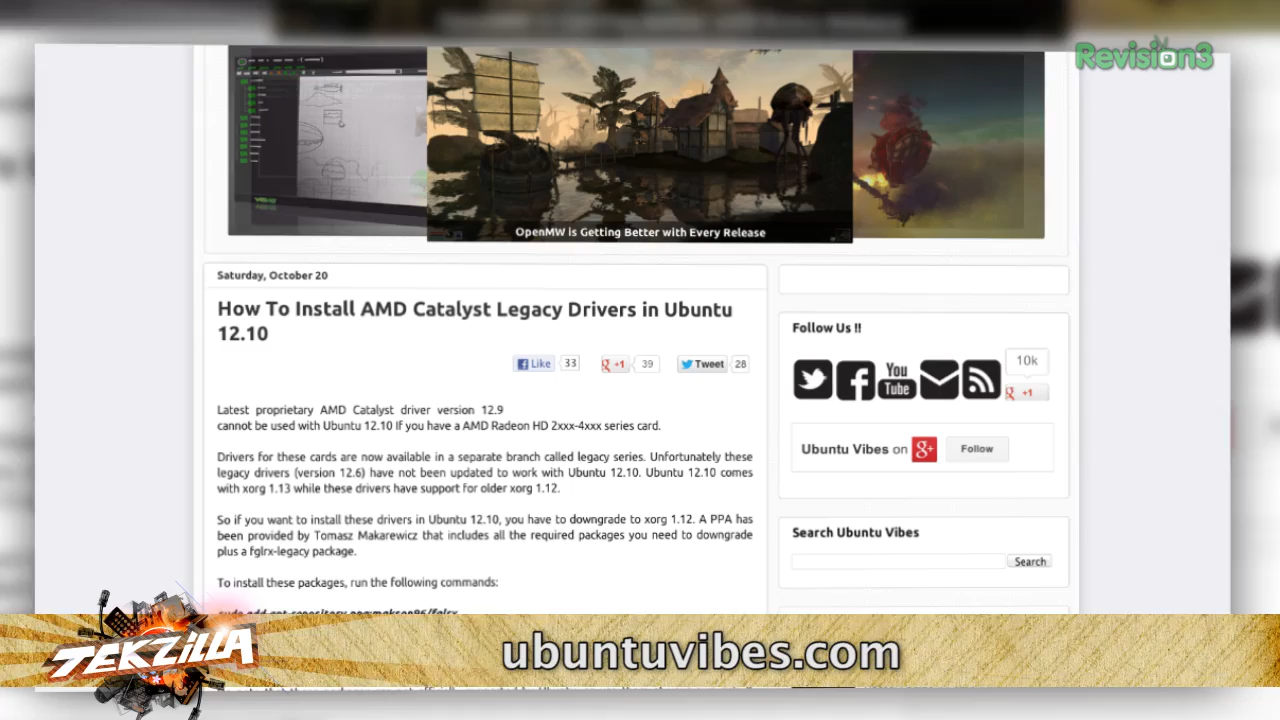 Revision3
OpenMW is Getting Better with Every Release
Saturday, October 20
How To Install AMD Catalyst Legacy Drivers in Ubuntu
12.10
Like 33
+1 39
Tweet 28
Latest proprietary AMD Catalyst driver version 12.9
cannot be used with Ubuntu 12.10 If you have a AMD Radeon HD 2xxx-4xxx series card.
Drivers for these cards are now available in a separate branch called legacy series. Unfortunately these
legacy drivers (version 12.6) have not been updated to work with Ubuntu 12.10. Ubuntu 12.10 comes
with xorg 1.13 while these drivers have support for older xorg 1.12.
So if you want to install these drivers in Ubuntu 12.10, you have to downgrade to xorg 1.12. A PPA has
been provided by Tomasz Makarewicz that includes all the required packages you need to downgrade
plus a fglrx-legacy package.
To install these packages, run the following commands:
sudo add-apt-repository ppa:makson96/fglrx
Follow Us !!
You
Tube
10k
+1
Ubuntu Vibes on g+ Follow
Search Ubuntu Vibes
Search
TEKZILLA
ubuntuvibes.com